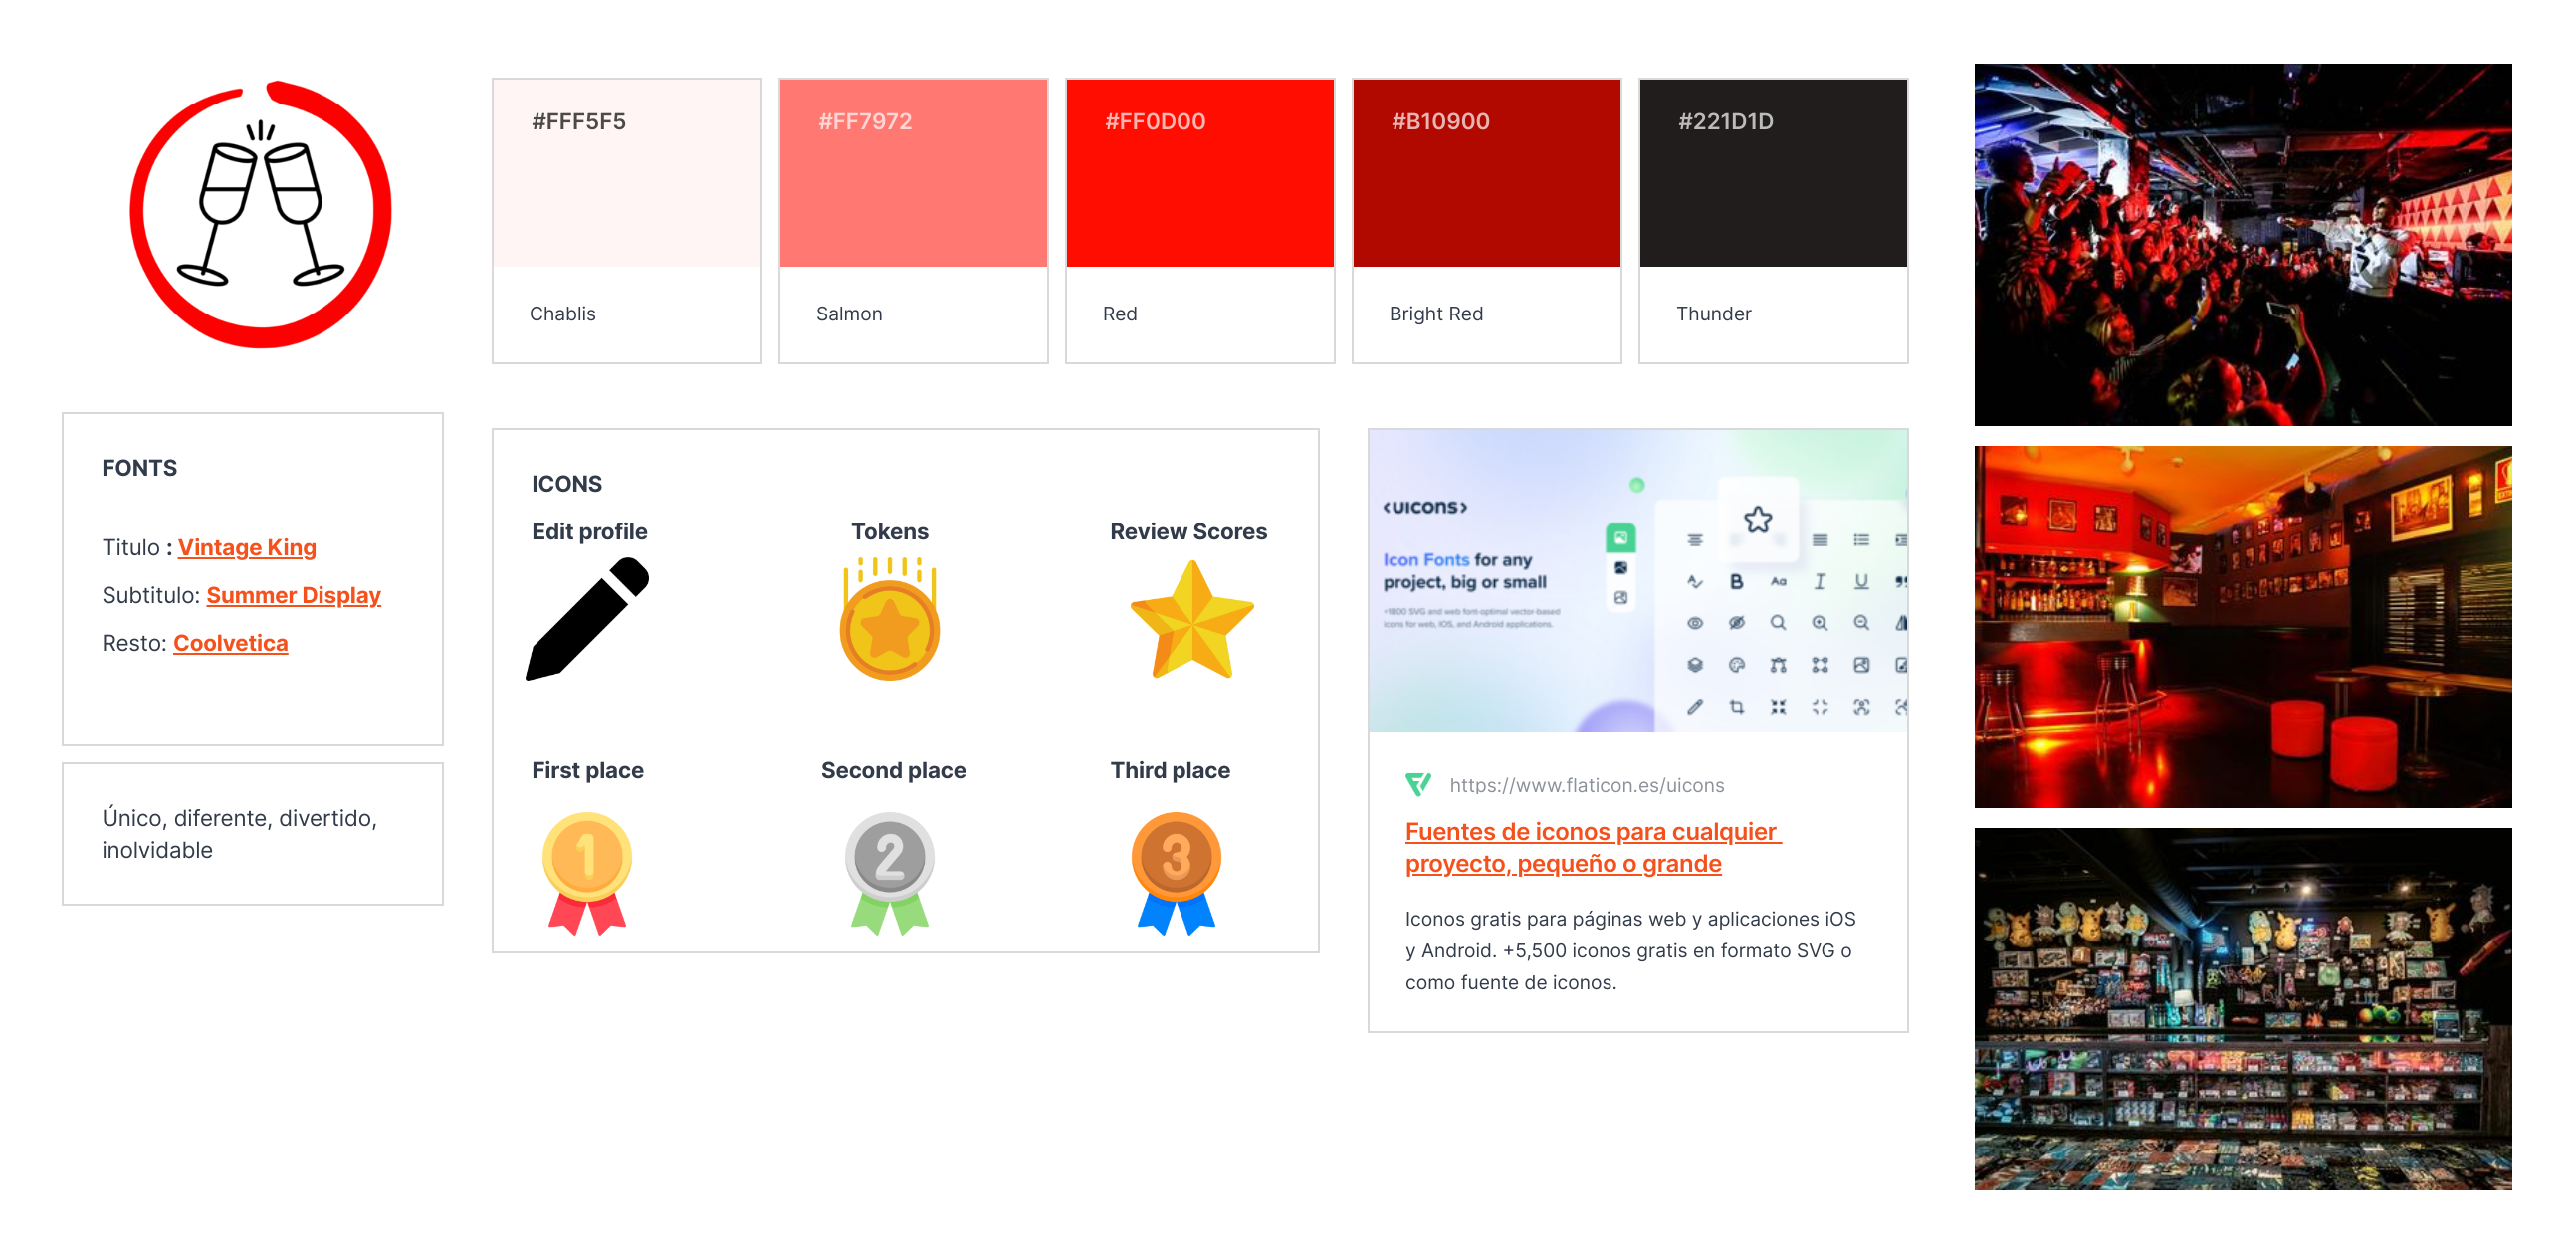 #FFF5F5
#FF7972
#FF0D00
#B10900
#221D1D
Chablis
Salmon
Red
Bright Red
Thunder
FONTS
Titulo : Vintage King
Subtitulo: Summer Display
Resto: Coolvetica
Único, diferente, divertido,
inolvidable
ICONS
Edit profile
Tokens
Review Scores
First place
Second place
Third place
1
2
3
<UICONS>
Icon Fonts for any
project, big or small
+1800 SVG and web font-optimal vector-based
icons for web, iOS, and Android applications.
B
Aa
I
U
https://www.flaticon.es/uicons
Fuentes de iconos para cualquier
proyecto, pequeño o grande
Iconos gratis para páginas web y aplicaciones iOS
y Android. +5,500 iconos gratis en formato SVG o
como fuente de iconos.